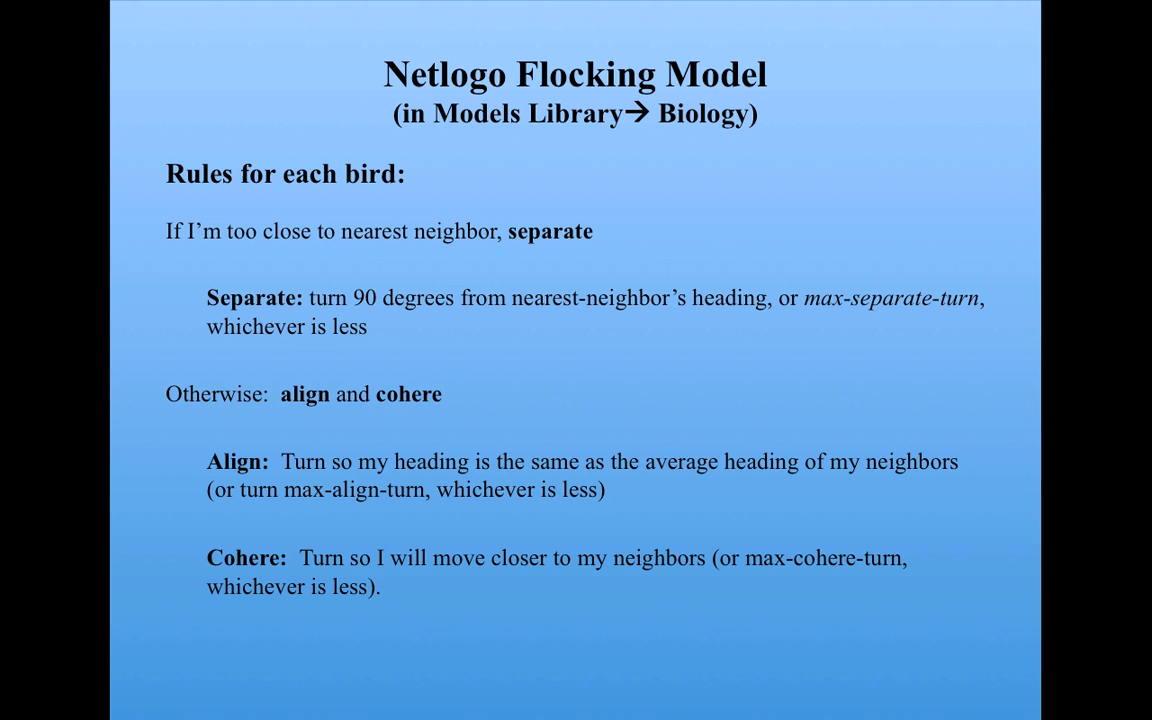 Netlogo Flocking Model
(in Models Library→ Biology)
Rules for each bird:
If I’m too close to nearest neighbor, separate
Separate: turn 90 degrees from nearest-neighbor’s heading, or max-separate-turn,
whichever is less
Otherwise: align and cohere
Align: Turn so my heading is the same as the average heading of my neighbors
(or turn max-align-turn, whichever is less)
Cohere: Turn so I will move closer to my neighbors (or max-cohere-turn,
whichever is less).